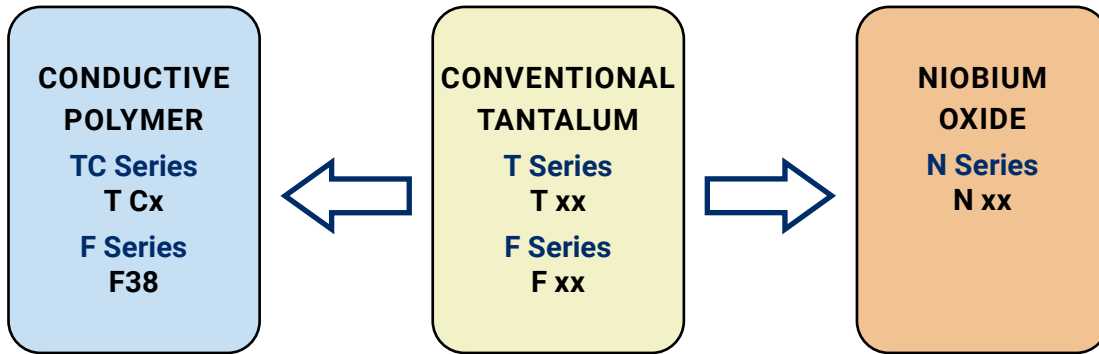 CONDUCTIVE
POLYMER
TC Series
T Cx
F Series
F38
CONVENTIONAL
TANTALUM
T Series
T xx
F Series
F xx
NIOBIUM
OXIDE
N Series
N xx